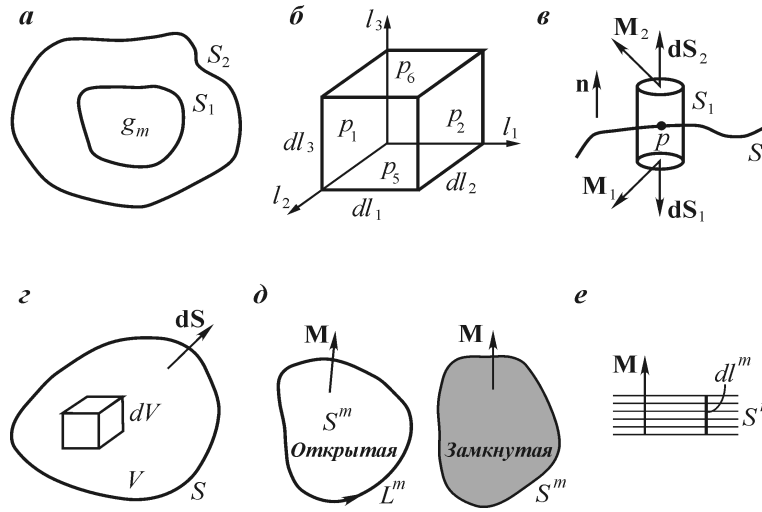 а
S₂
S₁
gₘ
б
l₃
p₆
p₁
p₂
l₁
dl₃
p₅
l₂
dl₁
dl₂
в
M₂
dS₂
n
S₁
p
S
M₁
dS₁
г
dS
dV
V
S
д
M
Sᵐ
Открытая
Lᵐ
M
Замкнутая
Sᵐ
е
M
dlᵐ